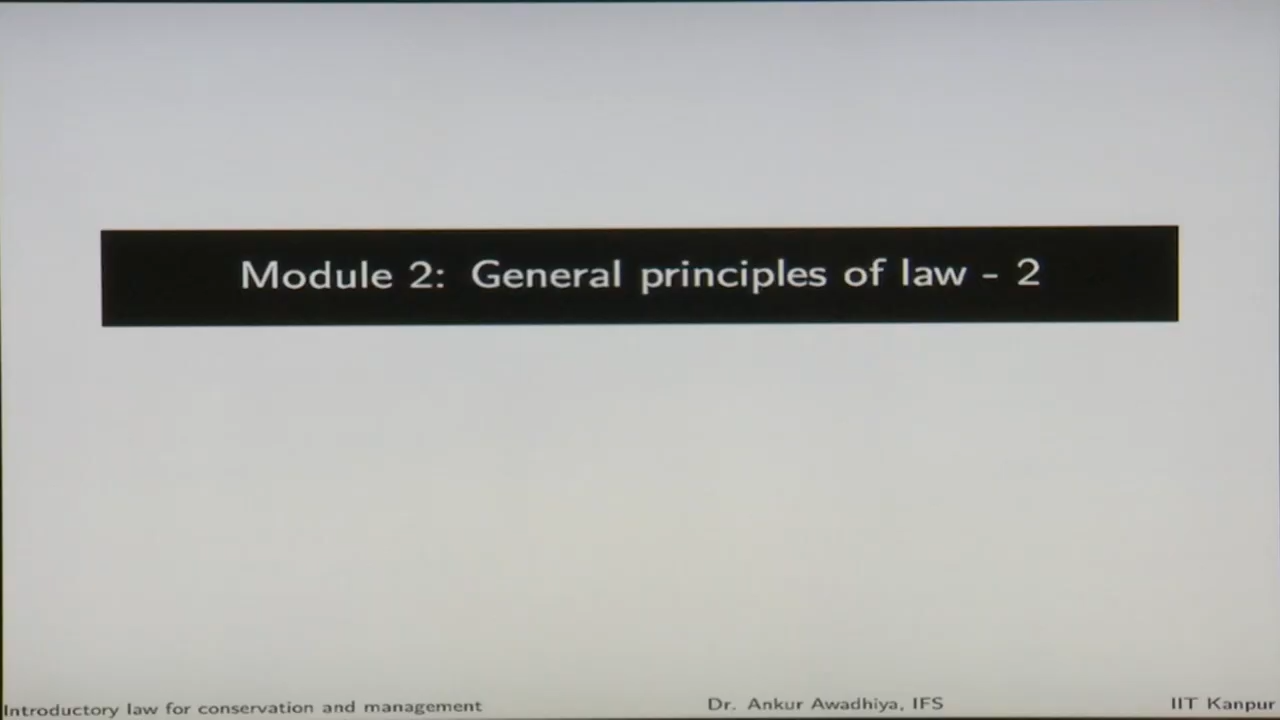 Module 2: General principles of law - 2
Introductory law for conservation and management Dr. Ankur Awadhiya, IFS IIT Kanpur